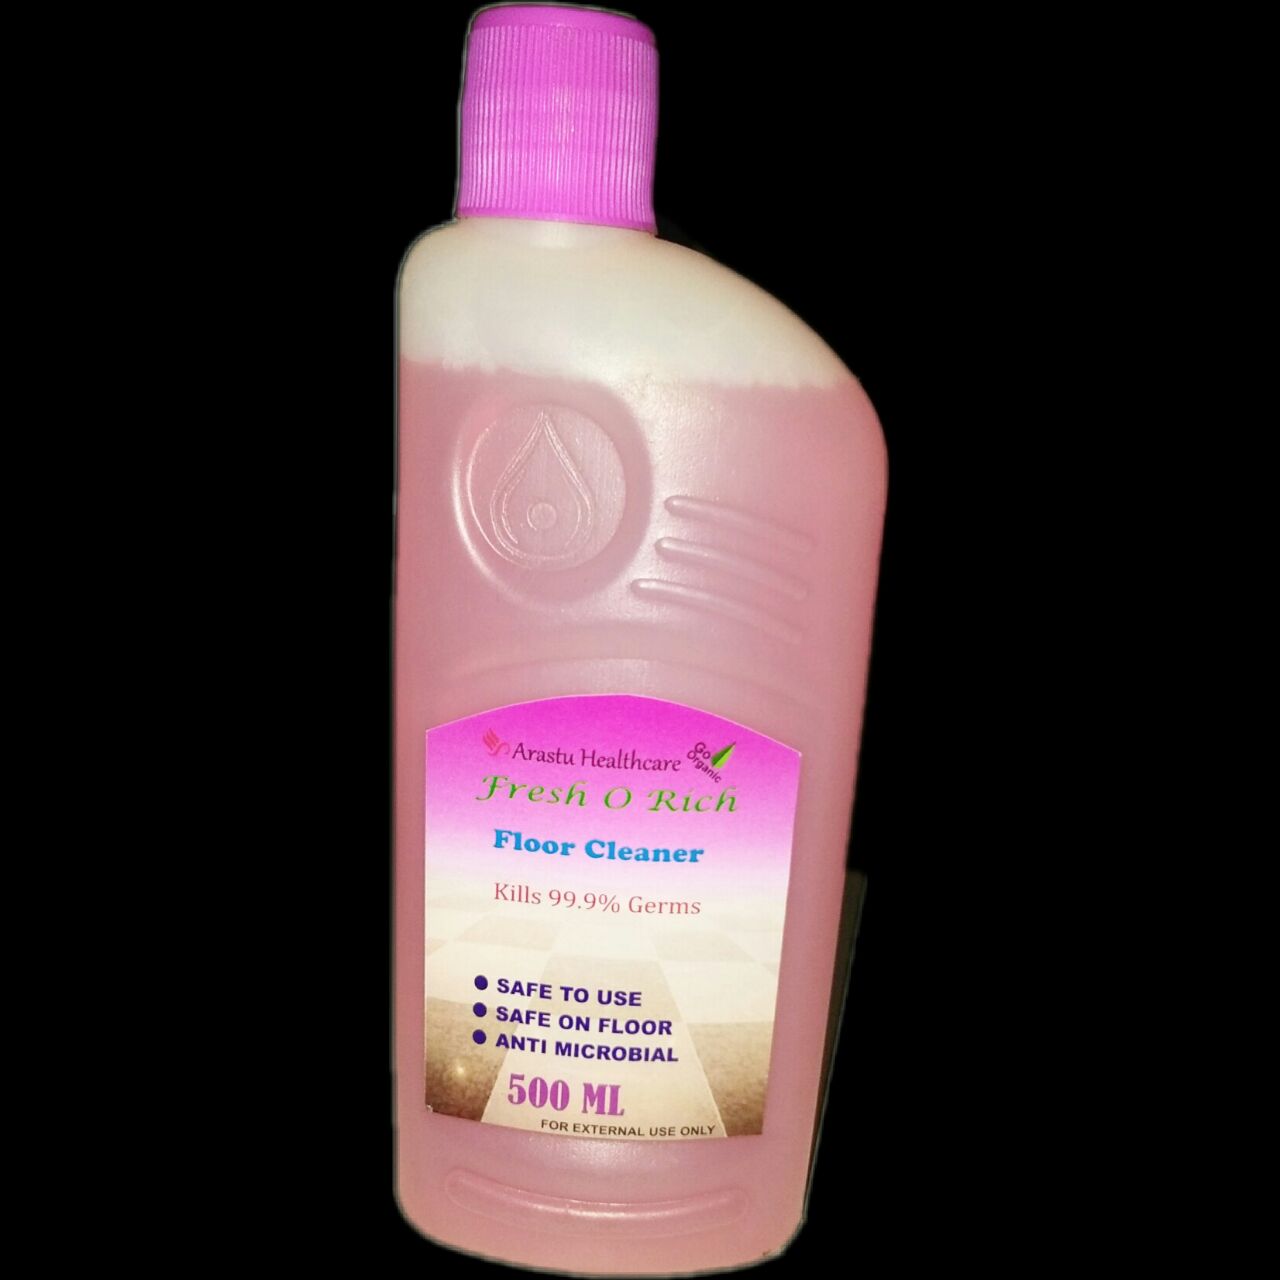 Arastu Healthcare
Go
Organic
Fresh O Rich
Floor Cleaner
Kills 99.9% Germs
SAFE TO USE
SAFE ON FLOOR
ANTI MICROBIAL
500 ML
FOR EXTERNAL USE ONLY